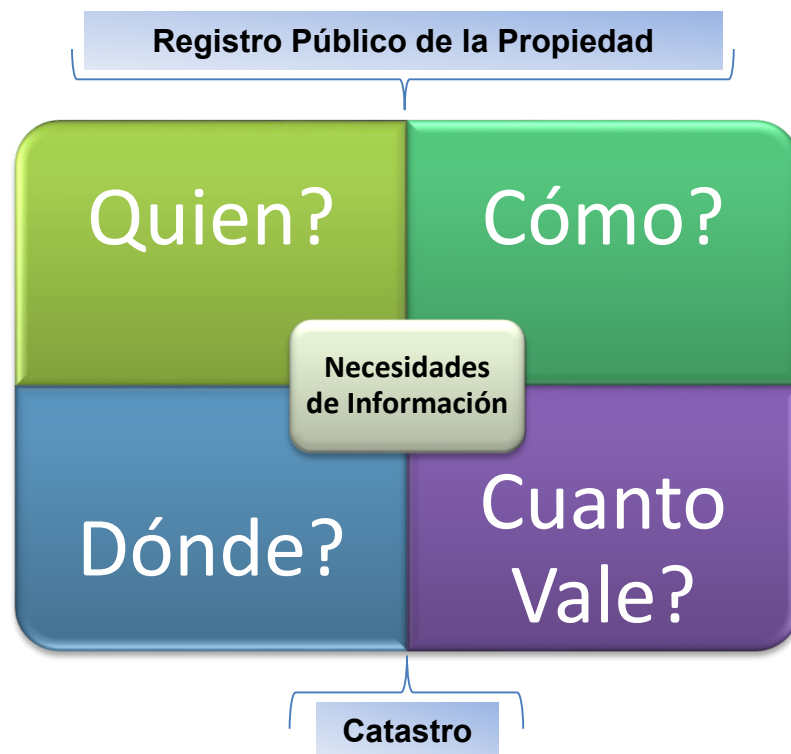 Registro Público de la Propiedad
Quien?
Cómo?
Necesidades
de Información
Dónde?
Cuanto
Vale?
Catastro